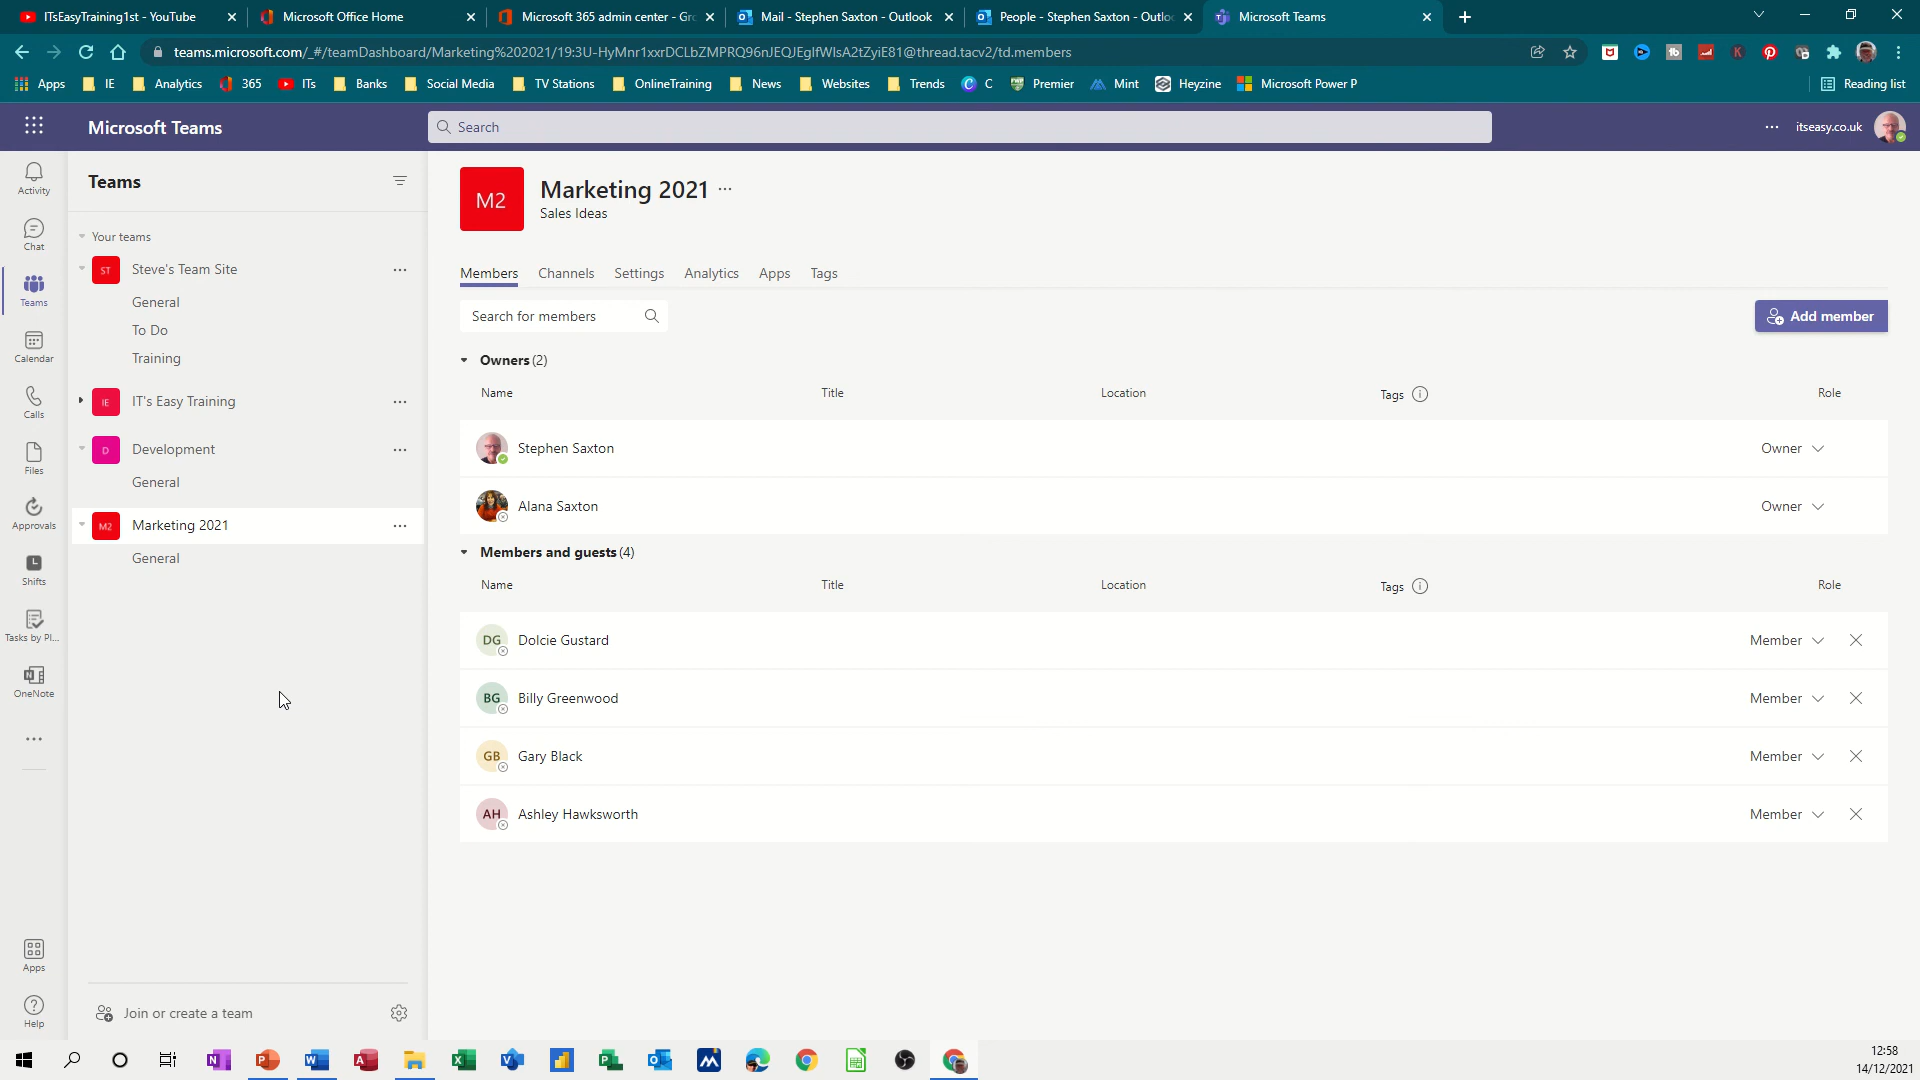 ITsEasyTraining1st - YouTube
Microsoft Office Home
Microsoft 365 admin center - Gro
Mail - Stephen Saxton - Outlook
People - Stephen Saxton - Outlo
Microsoft Teams
teams.microsoft.com/_#/teamDashboard/Marketing%202021/19:3U-HyMnr1xxrDCLbZMPRQ96nJEQJEglfWlsA2tZyiE81@thread.tacv2/td.members
Apps IE Analytics 365 ITs Banks Social Media TV Stations OnlineTraining News Websites Trends C Premier Mint Heyzine Microsoft Power P Reading list
Microsoft Teams
Search
itseasy.co.uk
Activity
Chat
Teams
Calendar
Calls
Files
Approvals
Shifts
Tasks by Pl...
OneNote
Apps
Help
Teams
Your teams
ST Steve's Team Site
General
To Do
Training
IE IT's Easy Training
D Development
General
M2 Marketing 2021
General
Join or create a team
M2
Marketing 2021
Sales Ideas
Members Channels Settings Analytics Apps Tags
Search for members
Add member
Owners (2)
Name Title Location Tags Role
Stephen Saxton Owner
Alana Saxton Owner
Members and guests (4)
Name Title Location Tags Role
DG Dolcie Gustard Member
BG Billy Greenwood Member
GB Gary Black Member
AH Ashley Hawksworth Member
12:58
14/12/2021